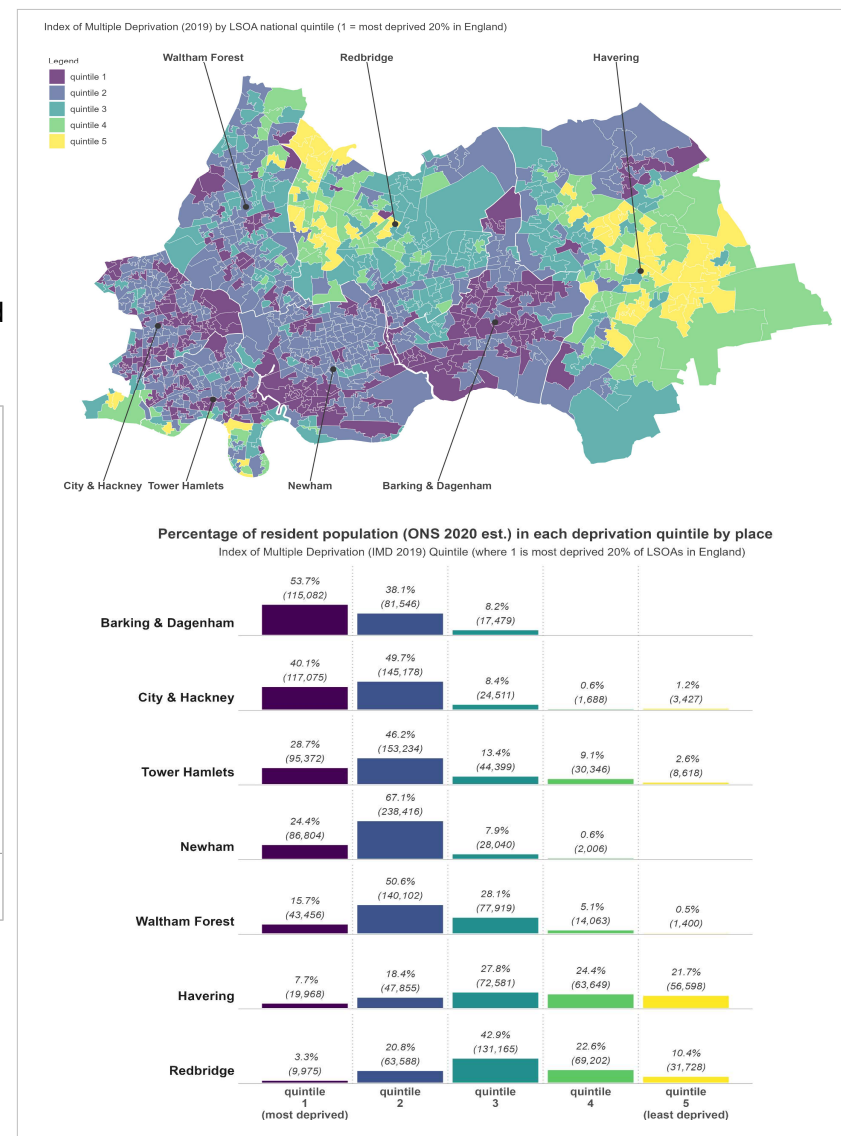 Index of Multiple Deprivation (2019) by LSOA national quintile (1 = most deprived 20% in England)
Legend
quintile 1
quintile 2
quintile 3
quintile 4
quintile 5
Waltham Forest
Redbridge
Havering
City & Hackney
Tower Hamlets
Newham
Barking & Dagenham
Percentage of resident population (ONS 2020 est.) in each deprivation quintile by place
Index of Multiple Deprivation (IMD 2019) Quintile (where 1 is most deprived 20% of LSOAs in England)
Barking & Dagenham
53.7%
(115,082)
38.1%
(81,546)
8.2%
(17,479)
City & Hackney
40.1%
(117,075)
49.7%
(145,178)
8.4%
(24,511)
0.6%
(1,688)
1.2%
(3,427)
Tower Hamlets
28.7%
(95,372)
46.2%
(153,234)
13.4%
(44,399)
9.1%
(30,346)
2.6%
(8,618)
Newham
24.4%
(86,804)
67.1%
(238,416)
7.9%
(28,040)
0.6%
(2,006)
Waltham Forest
15.7%
(43,456)
50.6%
(140,102)
28.1%
(77,919)
5.1%
(14,063)
0.5%
(1,400)
Havering
7.7%
(19,968)
18.4%
(47,855)
27.8%
(72,581)
24.4%
(63,649)
21.7%
(56,598)
Redbridge
3.3%
(9,975)
20.8%
(63,588)
42.9%
(131,165)
22.6%
(69,202)
10.4%
(31,728)
quintile
1
(most deprived)
quintile
2
quintile
3
quintile
4
quintile
5
(least deprived)